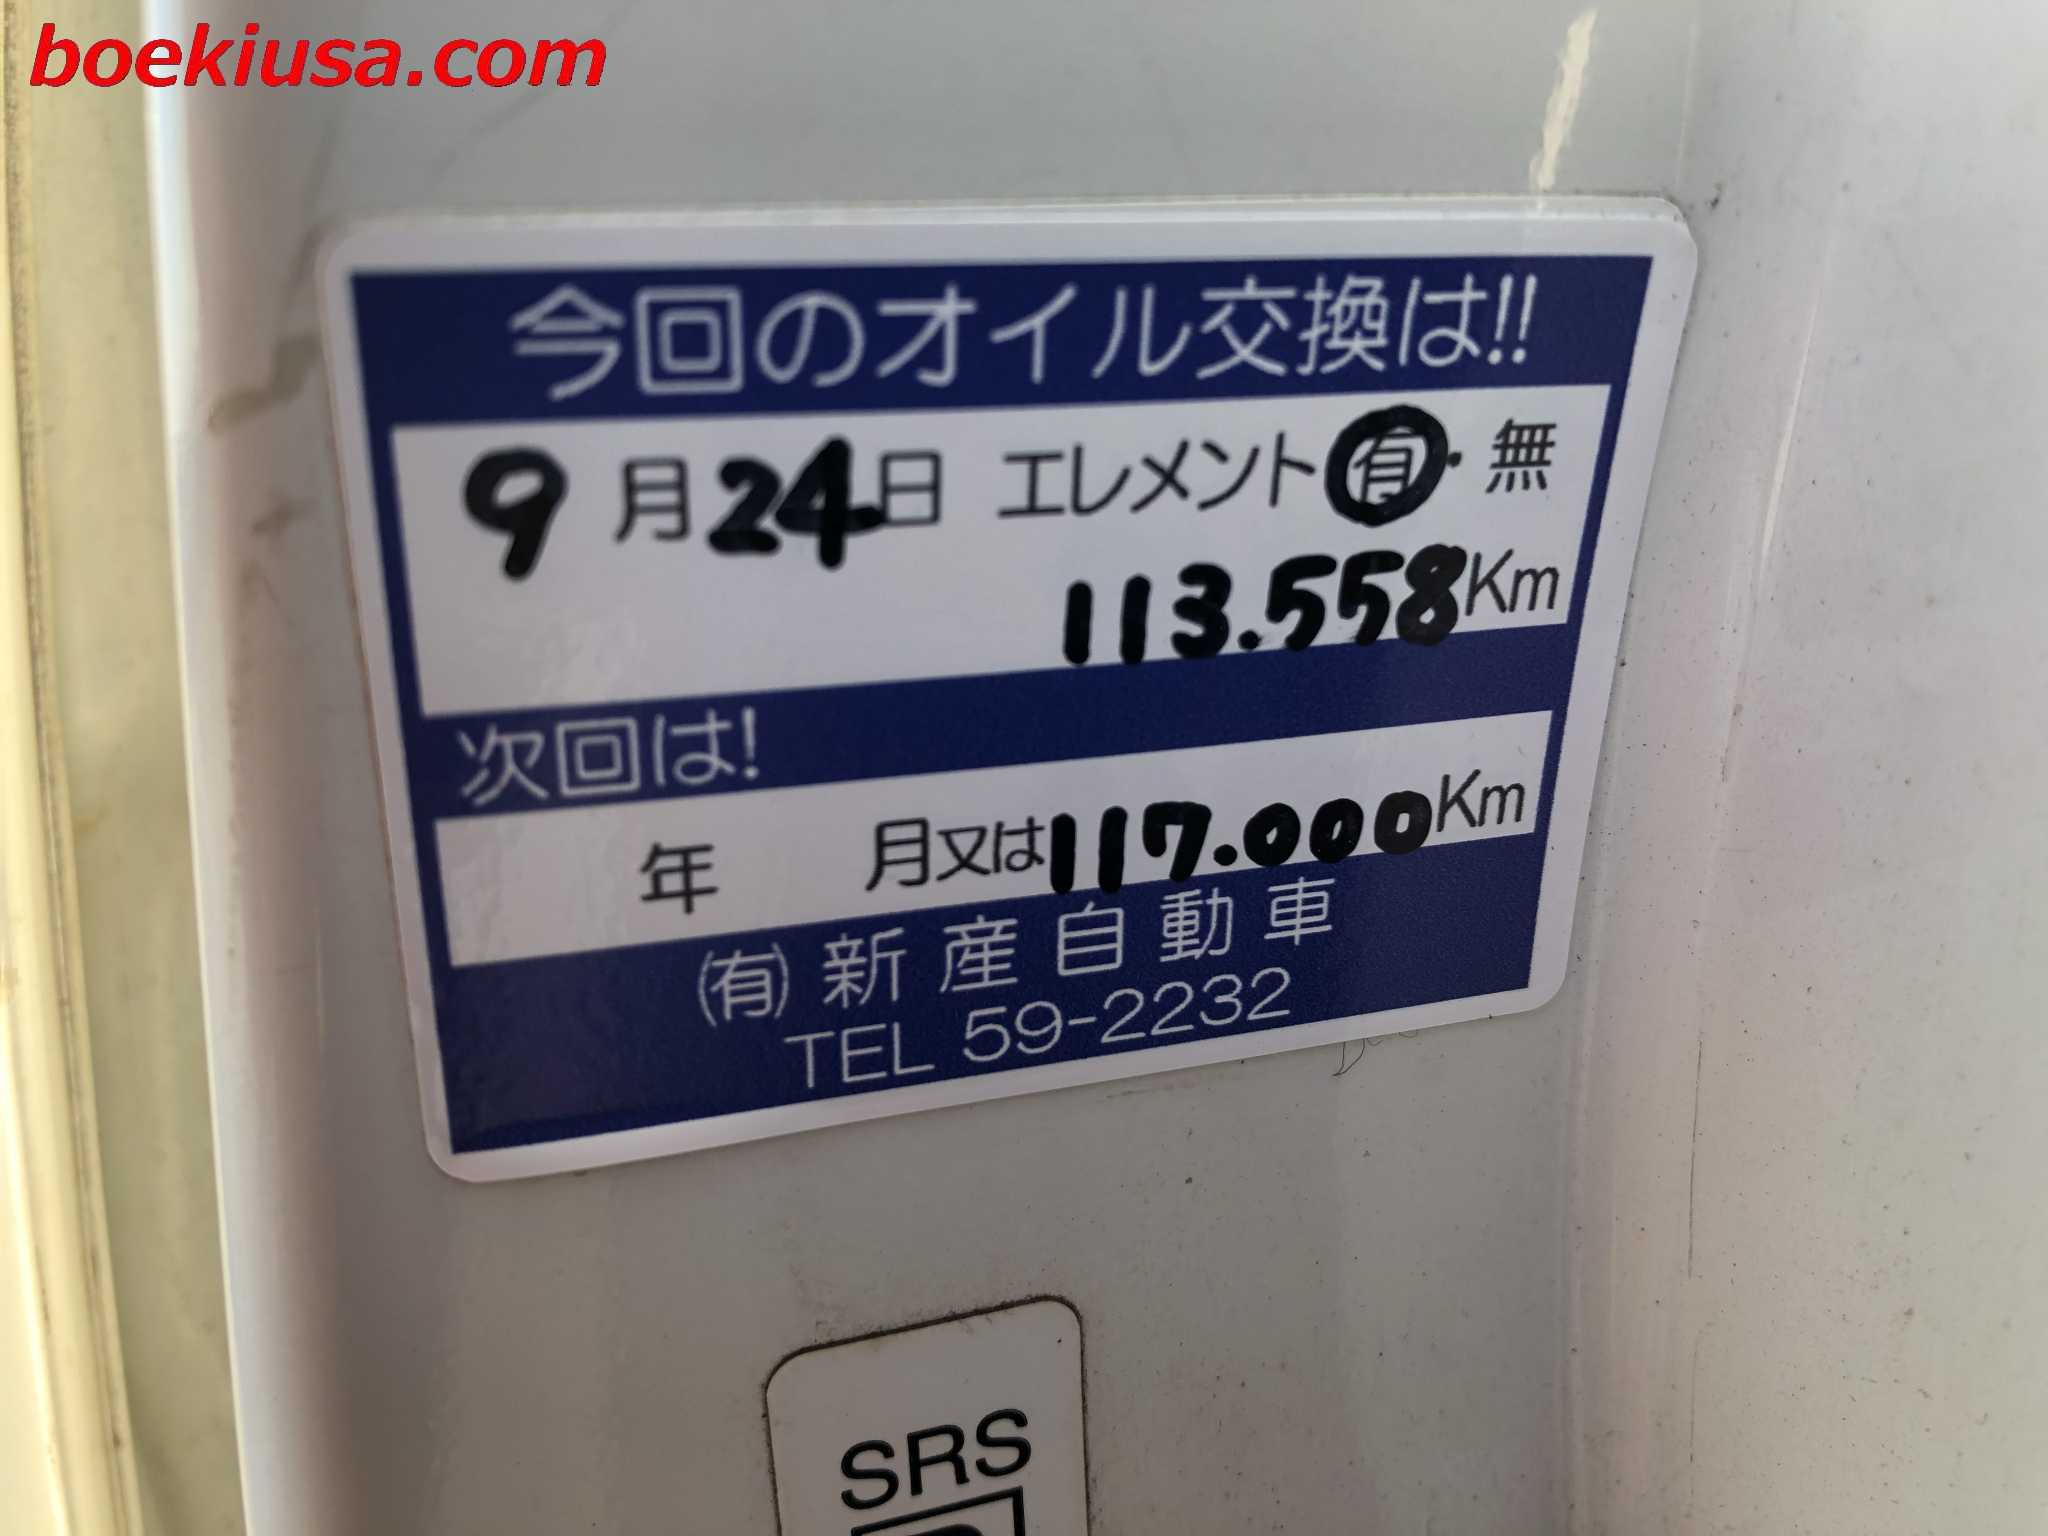 boekiusa.com
今回のオイル交換は!!
9月24日 エレメント 有・無
113.558Km
次回は!
年 月又は117.000Km
㈲新産自動車
TEL 59-2232
SRS